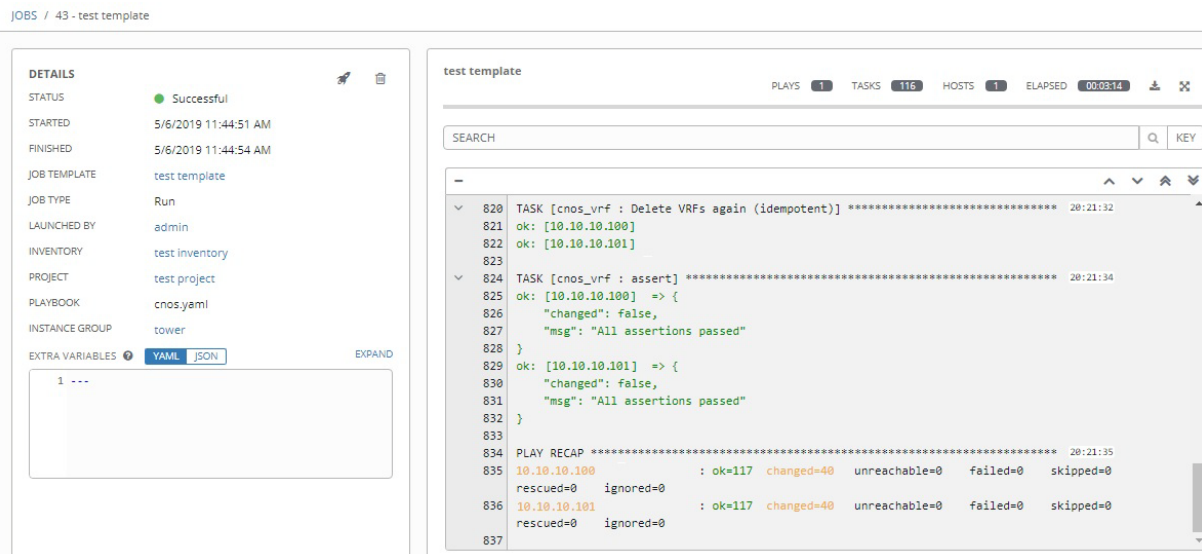 JOBS / 43 - test template
DETAILS
STATUS Successful
STARTED 5/6/2019 11:44:51 AM
FINISHED 5/6/2019 11:44:54 AM
JOB TEMPLATE test template
JOB TYPE Run
LAUNCHED BY admin
INVENTORY test inventory
PROJECT test project
PLAYBOOK cnos.yaml
INSTANCE GROUP tower
EXTRA VARIABLES ? YAML JSON EXPAND
1 ---
test template
PLAYS 1 TASKS 116 HOSTS 1 ELAPSED 00:03:14
SEARCH KEY
820 TASK [cnos_vrf : Delete VRFs again (idempotent)] ******************************** 20:21:32
821 ok: [10.10.10.100]
822 ok: [10.10.10.101]
823
824 TASK [cnos_vrf : assert] ********************************************************* 20:21:34
825 ok: [10.10.10.100] => {
826 "changed": false,
827 "msg": "All assertions passed"
828 }
829 ok: [10.10.10.101] => {
830 "changed": false,
831 "msg": "All assertions passed"
832 }
833
834 PLAY RECAP ************************************************************************ 20:21:35
835 10.10.10.100 : ok=117 changed=40 unreachable=0 failed=0 skipped=0
rescued=0 ignored=0
836 10.10.10.101 : ok=117 changed=40 unreachable=0 failed=0 skipped=0
rescued=0 ignored=0
837